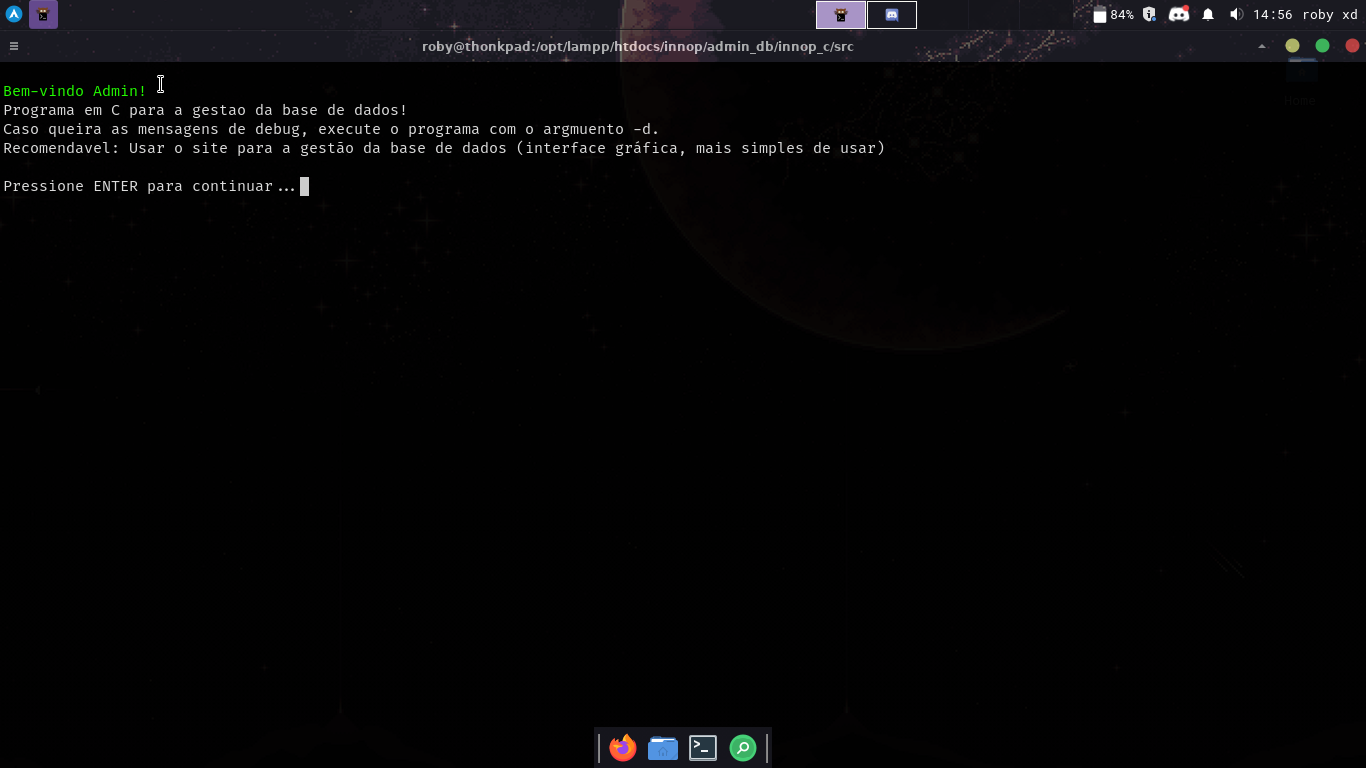 84%
14:56 roby xd
roby@thonkpad:/opt/lampp/htdocs/innop/admin_db/innop_c/src
Bem-vindo Admin!
Programa em C para a gestao da base de dados!
Caso queira as mensagens de debug, execute o programa com o argmuento -d.
Recomendavel: Usar o site para a gestão da base de dados (interface gráfica, mais simples de usar)
Pressione ENTER para continuar...